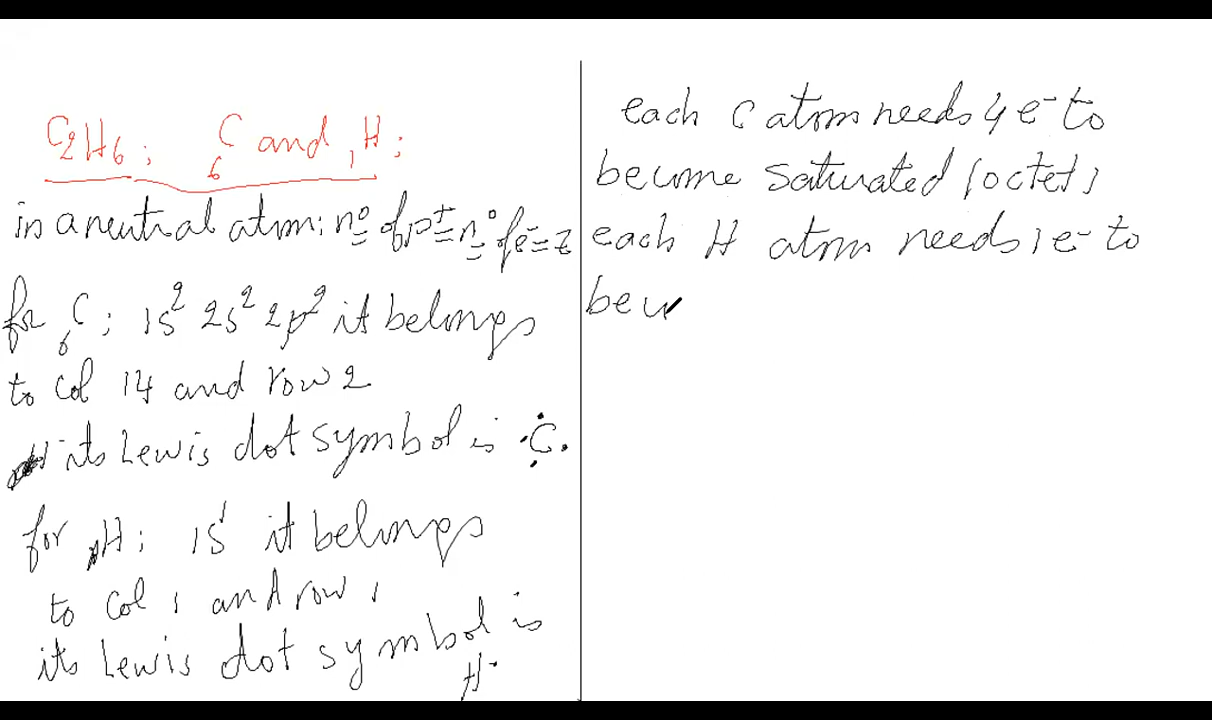 C₂H₆: ₆C and ₁H:
in a neutral atom: nº of p⁺ = nº of e⁻ = Z
for ₆C: 1s² 2s² 2p² it belongs
to col 14 and row 2
its Lewis dot symbol is ·C·
for ₁H: 1s¹ it belongs
to col 1 and row 1
its Lewis dot symbol is
H·
each C atom needs 4 e⁻ to
become saturated (octet)
each H atom needs 1 e⁻ to
bec